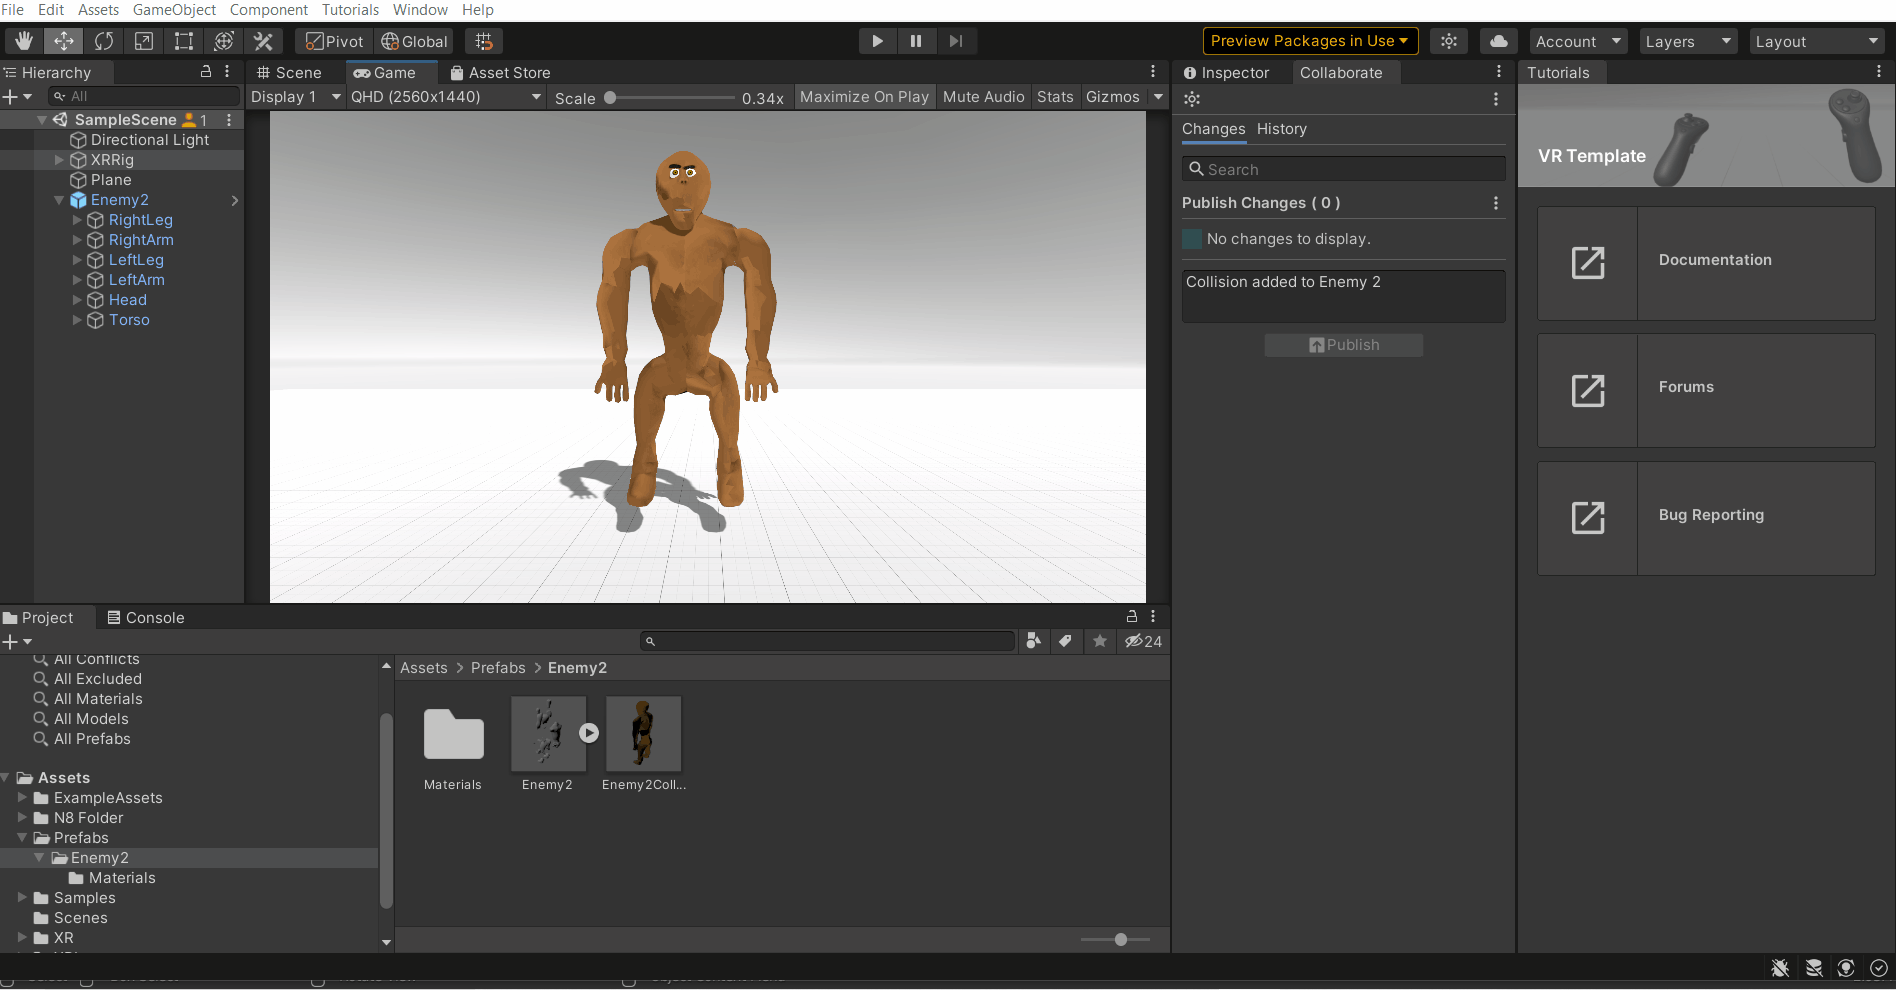 File Edit Assets GameObject Component Tutorials Window Help
Pivot Global Preview Packages in Use Account Layers Layout
Hierarchy
All
SampleScene 1
Directional Light
XRRig
Plane
Enemy2
RightLeg
RightArm
LeftLeg
LeftArm
Head
Torso
Scene Game Asset Store
Display 1 QHD (2560x1440) Scale 0.34x Maximize On Play Mute Audio Stats Gizmos
Inspector Collaborate
Changes History
Search
Publish Changes ( 0 )
No changes to display.
Collision added to Enemy 2
Publish
Tutorials
VR Template
Documentation
Forums
Bug Reporting
Project Console
24
All Conflicts
All Excluded
All Materials
All Models
All Prefabs
Assets
ExampleAssets
N8 Folder
Prefabs
Enemy2
Materials
Samples
Scenes
XR
Assets > Prefabs > Enemy2
Materials Enemy2 Enemy2Coll...